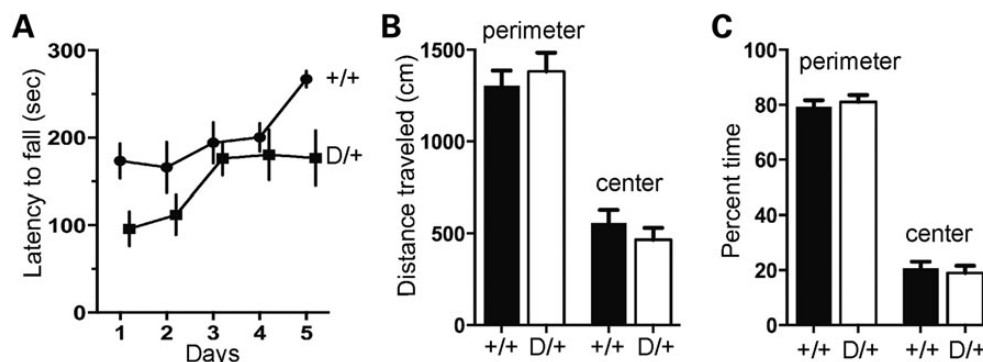 A
Latency to fall (sec)
300
200
100
0
1 2 3 4 5
Days
+/+
D/+
B
Distance traveled (cm)
1500
1000
500
0
perimeter
center
+/+ D/+ +/+ D/+
C
Percent time
100
80
60
40
20
0
perimeter
center
+/+ D/+ +/+ D/+